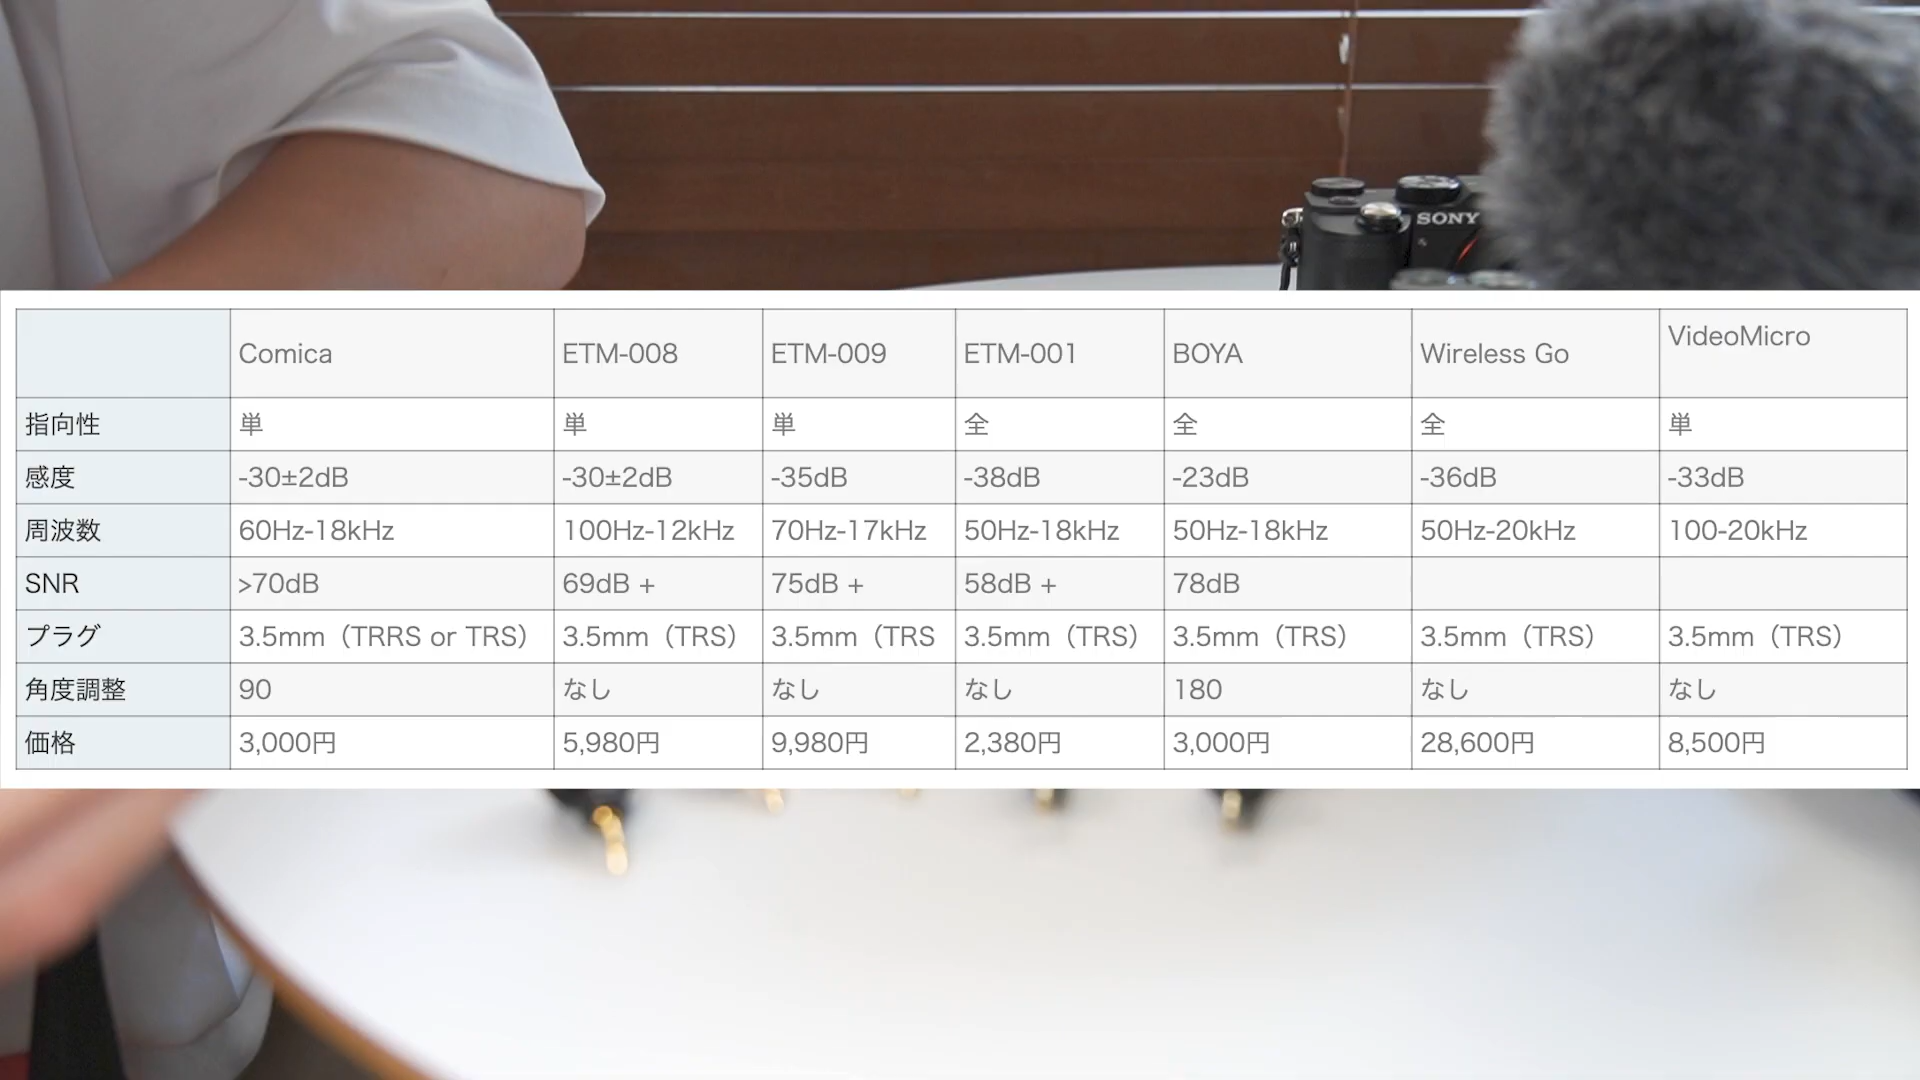 SONY
Comica ETM-008 ETM-009 ETM-001 BOYA Wireless Go VideoMicro
指向性 単 単 単 全 全 全 単
感度 -30±2dB -30±2dB -35dB -38dB -23dB -36dB -33dB
周波数 60Hz-18kHz 100Hz-12kHz 70Hz-17kHz 50Hz-18kHz 50Hz-18kHz 50Hz-20kHz 100-20kHz
SNR >70dB 69dB + 75dB + 58dB + 78dB
プラグ 3.5mm（TRRS or TRS） 3.5mm（TRS） 3.5mm（TRS 3.5mm（TRS） 3.5mm（TRS） 3.5mm（TRS） 3.5mm（TRS）
角度調整 90 なし なし なし 180 なし なし
価格 3,000円 5,980円 9,980円 2,380円 3,000円 28,600円 8,500円